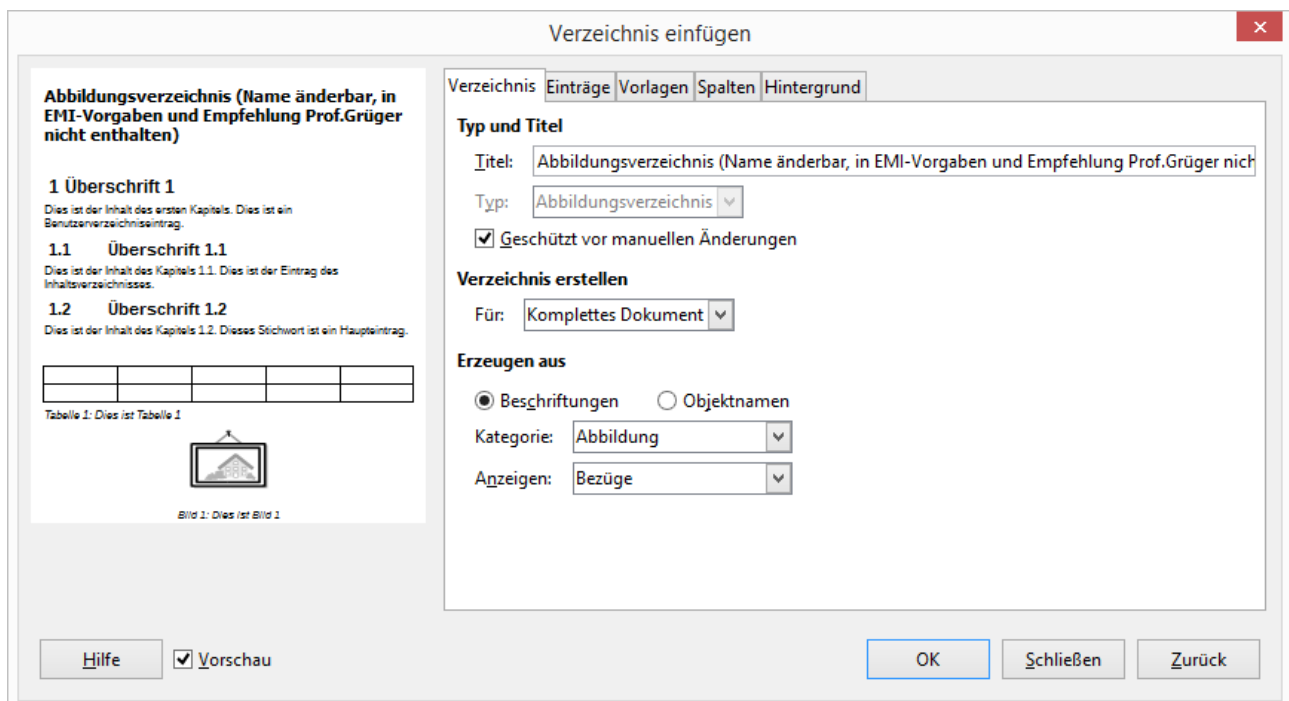 Verzeichnis einfügen
Abbildungsverzeichnis (Name änderbar, in
EMI-Vorgaben und Empfehlung Prof.Grüger
nicht enthalten)
1 Überschrift 1
Dies ist der Inhalt des ersten Kapitels. Dies ist ein
Benutzerverzeichniseintrag.
1.1 Überschrift 1.1
Dies ist der Inhalt des Kapitels 1.1. Dies ist der Eintrag des
Inhaltsverzeichnisses.
1.2 Überschrift 1.2
Dies ist der Inhalt des Kapitels 1.2. Dieses Stichwort ist ein Haupteintrag.
Tabelle 1: Dies ist Tabelle 1
Bild 1: Dies ist Bild 1
Verzeichnis Einträge Vorlagen Spalten Hintergrund
Typ und Titel
Titel: Abbildungsverzeichnis (Name änderbar, in EMI-Vorgaben und Empfehlung Prof.Grüger nich
Typ: Abbildungsverzeichnis
Geschützt vor manuellen Änderungen
Verzeichnis erstellen
Für: Komplettes Dokument
Erzeugen aus
Beschriftungen Objektnamen
Kategorie: Abbildung
Anzeigen: Bezüge
Hilfe Vorschau OK Schließen Zurück